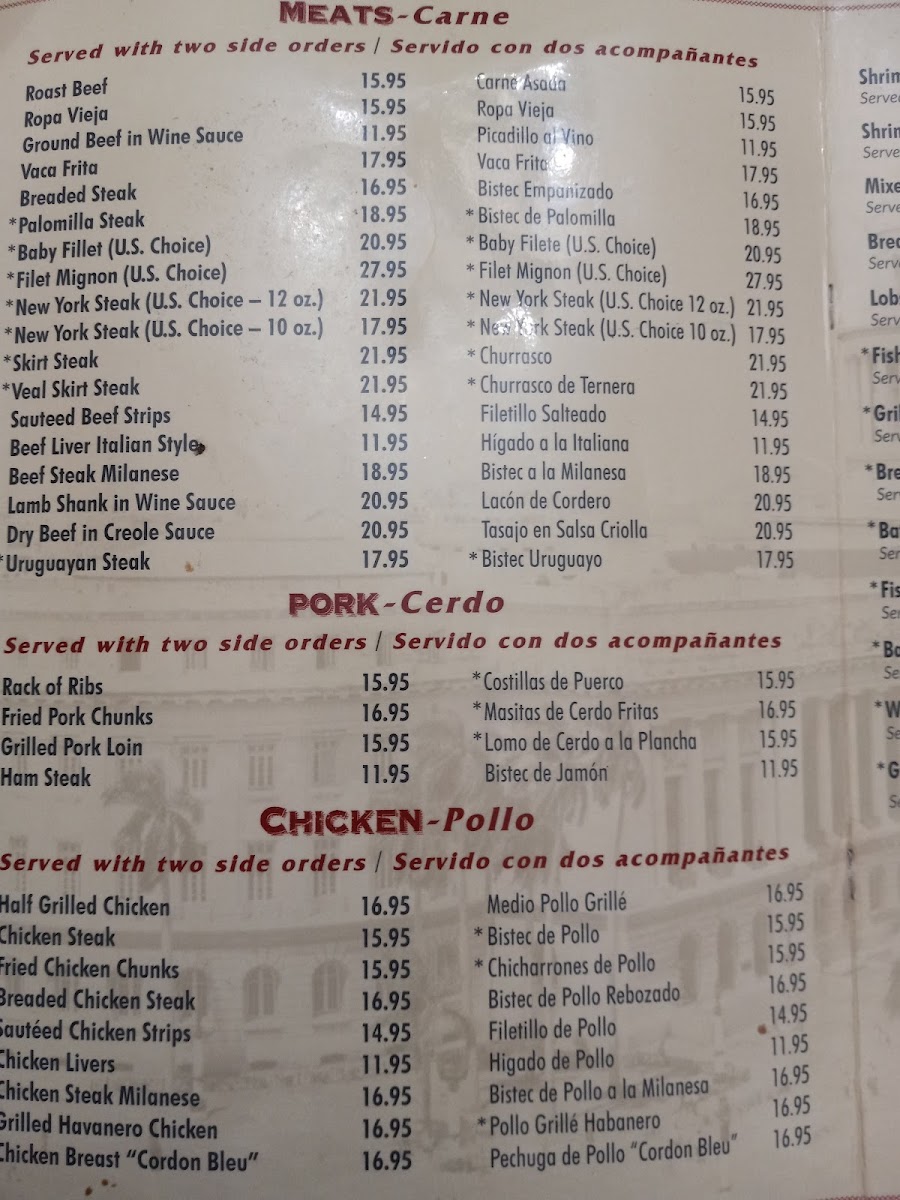 MEATS-Carne
Served with two side orders | Servido con dos acompañantes
Roast Beef 15.95 Carne Asada 15.95
Ropa Vieja 15.95 Ropa Vieja 15.95
Ground Beef in Wine Sauce 11.95 Picadillo al Vino 11.95
Vaca Frita 17.95 Vaca Frita 17.95
Breaded Steak 16.95 Bistec Empanizado 16.95
*Palomilla Steak 18.95 * Bistec de Palomilla 18.95
*Baby Fillet (U.S. Choice) 20.95 * Baby Filete (U.S. Choice) 20.95
*Filet Mignon (U.S. Choice) 27.95 * Filet Mignon (U.S. Choice) 27.95
*New York Steak (U.S. Choice – 12 oz.) 21.95 * New York Steak (U.S. Choice 12 oz.) 21.95
*New York Steak (U.S. Choice – 10 oz.) 17.95 * New York Steak (U.S. Choice 10 oz.) 17.95
*Skirt Steak 21.95 * Churrasco 21.95
*Veal Skirt Steak 21.95 * Churrasco de Ternera 21.95
Sauteed Beef Strips 14.95 Filetillo Salteado 14.95
Beef Liver Italian Style 11.95 Hígado a la Italiana 11.95
Beef Steak Milanese 18.95 Bistec a la Milanesa 18.95
Lamb Shank in Wine Sauce 20.95 Lacón de Cordero 20.95
Dry Beef in Creole Sauce 20.95 Tasajo en Salsa Criolla 20.95
*Uruguayan Steak 17.95 * Bistec Uruguayo 17.95
PORK-Cerdo
Served with two side orders | Servido con dos acompañantes
Rack of Ribs 15.95 *Costillas de Puerco 15.95
Fried Pork Chunks 16.95 *Masitas de Cerdo Fritas 16.95
Grilled Pork Loin 15.95 *Lomo de Cerdo a la Plancha 15.95
Ham Steak 11.95 Bistec de Jamón 11.95
CHICKEN-Pollo
Served with two side orders | Servido con dos acompañantes
Half Grilled Chicken 16.95 Medio Pollo Grillé 16.95
Chicken Steak 15.95 * Bistec de Pollo 15.95
Fried Chicken Chunks 15.95 * Chicharrones de Pollo 15.95
Breaded Chicken Steak 16.95 Bistec de Pollo Rebozado 16.95
Sautéed Chicken Strips 14.95 Filetillo de Pollo 14.95
Chicken Livers 11.95 Higado de Pollo 11.95
Chicken Steak Milanese 16.95 Bistec de Pollo a la Milanesa 16.95
Grilled Havanero Chicken 16.95 *Pollo Grillé Habanero 16.95
Chicken Breast "Cordon Bleu" 16.95 Pechuga de Pollo "Cordon Bleu" 16.95